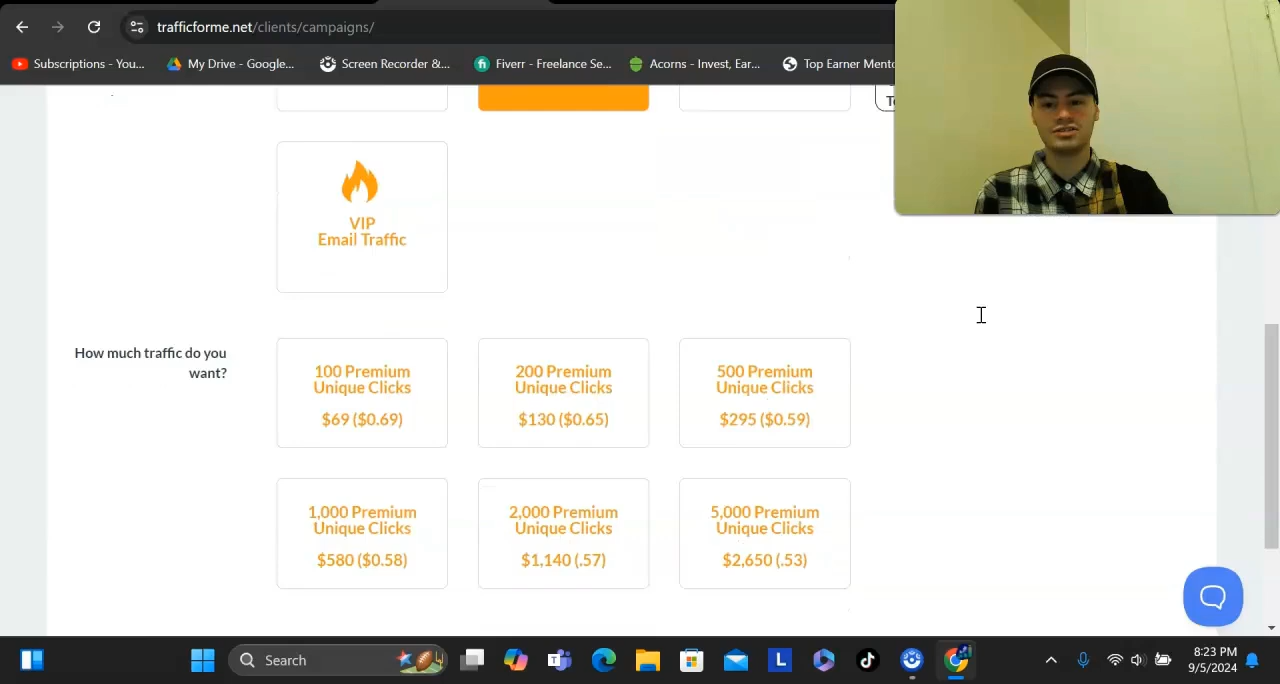 trafficforme.net/clients/campaigns/
Subscriptions - You...
My Drive - Google...
Screen Recorder &...
Fiverr - Freelance Se...
Acorns - Invest, Ear...
Top Earner Mento
VIP
Email Traffic
How much traffic do you
want?
100 Premium
Unique Clicks
$69 ($0.69)
200 Premium
Unique Clicks
$130 ($0.65)
500 Premium
Unique Clicks
$295 ($0.59)
1,000 Premium
Unique Clicks
$580 ($0.58)
2,000 Premium
Unique Clicks
$1,140 (.57)
5,000 Premium
Unique Clicks
$2,650 (.53)
Search
8:23 PM
9/5/2024